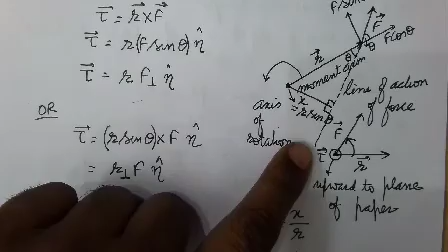 τ⃗ = r⃗ × F⃗
τ⃗ = r (F sinθ) η̂
τ⃗ = r F⊥ η̂
OR
τ⃗ = (r sinθ) × F η̂
= r⊥ F η̂
F sinθ
F⃗
θ
F cosθ
r⃗
θ
moment arm
x
= r sinθ
line of action
of force
axis
of
rotation
F⃗
τ⃗
r⃗
upward to plane
of paper
x/r